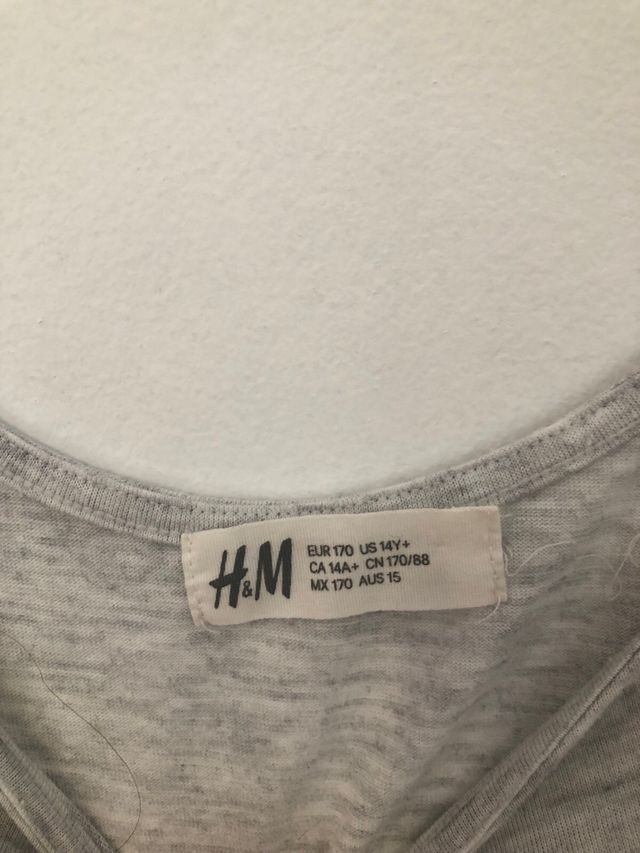 H&M
EUR 170 US 14Y+
CA 14A+ CN 170/88
MX 170 AUS 15